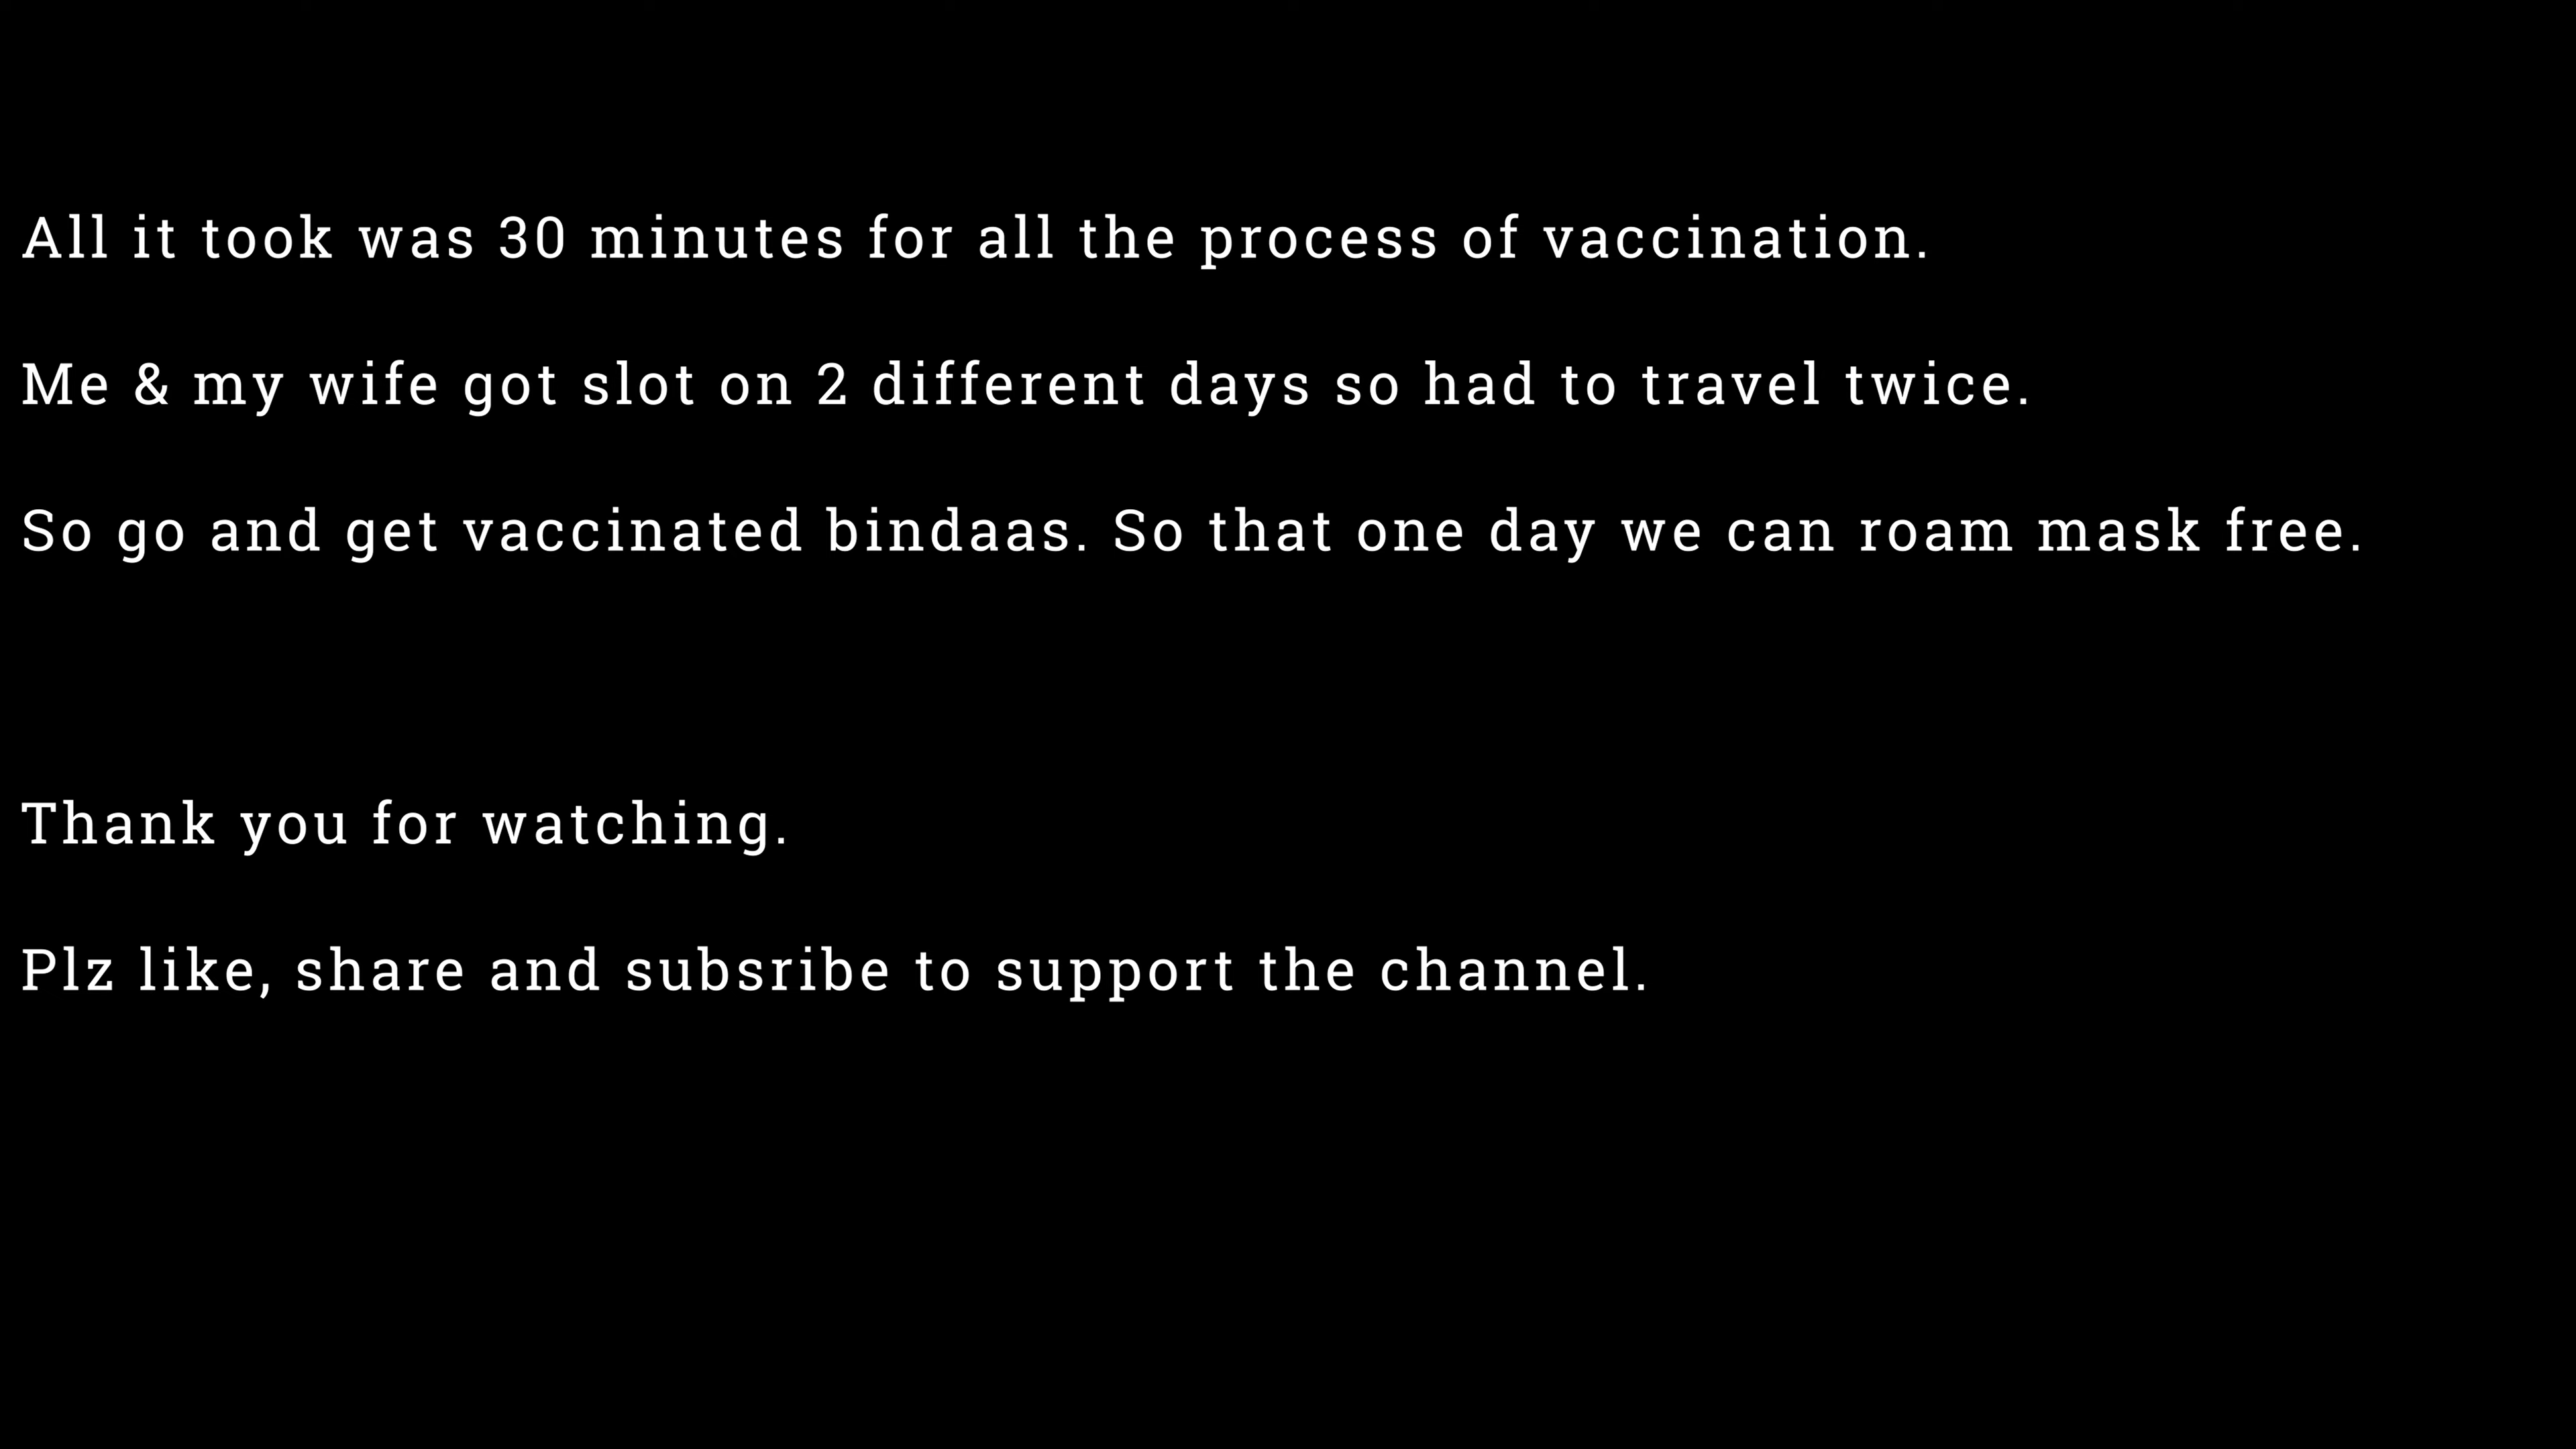 All it took was 30 minutes for all the process of vaccination.
Me & my wife got slot on 2 different days so had to travel twice.
So go and get vaccinated bindaas. So that one day we can roam mask free.
Thank you for watching.
Plz like, share and subsribe to support the channel.